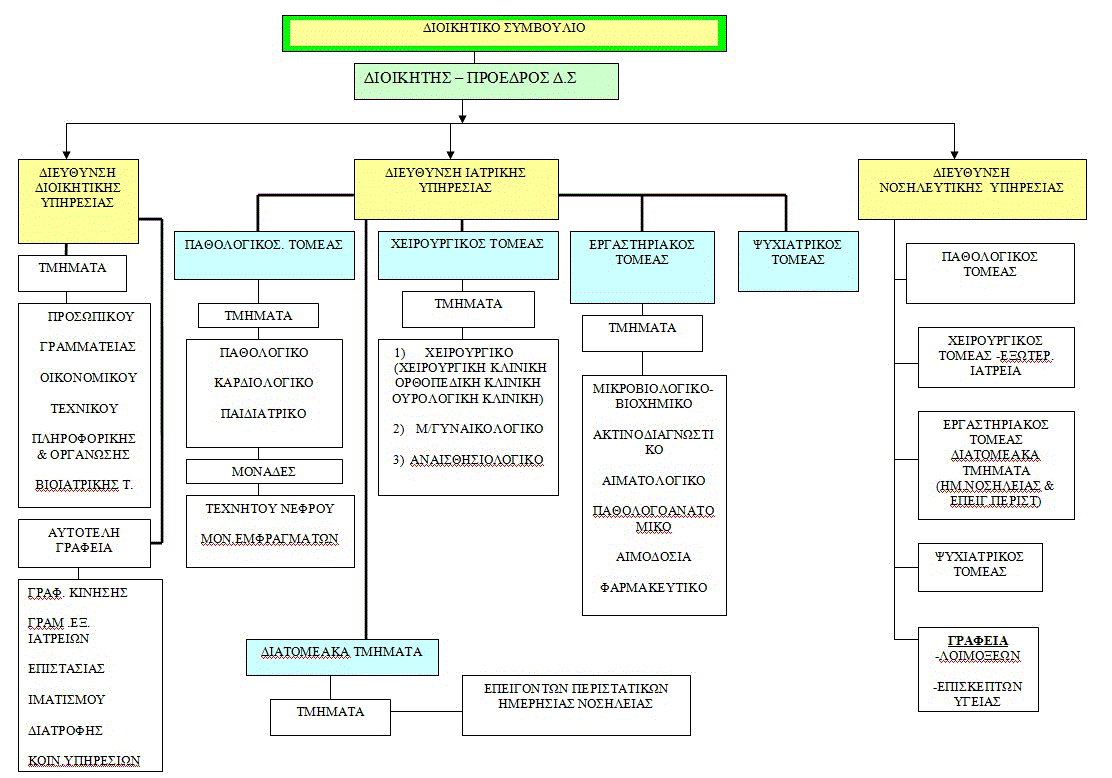 ΔΙΟΙΚΗΤΙΚΟ ΣΥΜΒΟΥΛΙΟ
ΔΙΟΙΚΗΤΗΣ – ΠΡΟΕΔΡΟΣ Δ.Σ
ΔΙΕΥΘΥΝΣΗ
ΔΙΟΙΚΗΤΙΚΗΣ
ΥΠΗΡΕΣΙΑΣ
ΤΜΗΜΑΤΑ
ΠΡΟΣΩΠΙΚΟΥ
ΓΡΑΜΜΑΤΕΙΑΣ
ΟΙΚΟΝΟΜΙΚΟΥ
ΤΕΧΝΙΚΟΥ
ΠΛΗΡΟΦΟΡΙΚΗΣ
& ΟΡΓΑΝΩΣΗΣ
ΒΙΟΙΑΤΡΙΚΗΣ Τ.
ΑΥΤΟΤΕΛΗ
ΓΡΑΦΕΙΑ
ΓΡΑΦ. ΚΙΝΗΣΗΣ
ΓΡΑΜ .ΕΞ.
ΙΑΤΡΕΙΩΝ
ΕΠΙΣΤΑΣΙΑΣ
ΙΜΑΤΙΣΜΟΥ
ΔΙΑΤΡΟΦΗΣ
ΚΟΙΝ.ΥΠΗΡΕΣΙΩΝ
ΔΙΕΥΘΥΝΣΗ ΙΑΤΡΙΚΗΣ
ΥΠΗΡΕΣΙΑΣ
ΠΑΘΟΛΟΓΙΚΟΣ. ΤΟΜΕΑΣ
ΤΜΗΜΑΤΑ
ΠΑΘΟΛΟΓΙΚΟ
ΚΑΡΔΙΟΛΟΓΙΚΟ
ΠΑΙΔΙΑΤΡΙΚΟ
ΜΟΝΑΔΕΣ
ΤΕΧΝΗΤΟΥ ΝΕΦΡΟΥ
ΜΟΝ.ΕΜΦΡΑΓΜΑΤΩΝ
ΧΕΙΡΟΥΡΓΙΚΟΣ ΤΟΜΕΑΣ
ΤΜΗΜΑΤΑ
1) ΧΕΙΡΟΥΡΓΙΚΟ
(ΧΕΙΡΟΥΡΓΙΚΗ ΚΛΙΝΙΚΗ
ΟΡΘΟΠΕΔΙΚΗ ΚΛΙΝΙΚΗ
ΟΥΡΟΛΟΓΙΚΗ ΚΛΙΝΙΚΗ)
2) Μ/ΓΥΝΑΙΚΟΛΟΓΙΚΟ
3) ΑΝΑΙΣΘΗΣΙΟΛΟΓΙΚΟ
ΕΡΓΑΣΤΗΡΙΑΚΟΣ
ΤΟΜΕΑΣ
ΤΜΗΜΑΤΑ
ΜΙΚΡΟΒΙΟΛΟΓΙΚΟ-
ΒΙΟΧΗΜΙΚΟ
ΑΚΤΙΝΟΔΙΑΓΝΩΣΤΙ
ΚΟ
ΑΙΜΑΤΟΛΟΓΙΚΟ
ΠΑΘΟΛΟΓΟΑΝΑΤΟ
ΜΙΚΟ
ΑΙΜΟΔΟΣΙΑ
ΦΑΡΜΑΚΕΥΤΙΚΟ
ΨΥΧΙΑΤΡΙΚΟΣ
ΤΟΜΕΑΣ
ΔΙΑΤΟΜΕΑΚΑ ΤΜΗΜΑΤΑ
ΤΜΗΜΑΤΑ
ΕΠΕΙΓΟΝΤΩΝ ΠΕΡΙΣΤΑΤΙΚΩΝ
ΗΜΕΡΗΣΙΑΣ ΝΟΣΗΛΕΙΑΣ
ΔΙΕΥΘΥΝΣΗ
ΝΟΣΗΛΕΥΤΙΚΗΣ ΥΠΗΡΕΣΙΑΣ
ΠΑΘΟΛΟΓΙΚΟΣ
ΤΟΜΕΑΣ
ΧΕΙΡΟΥΡΓΙΚΟΣ
ΤΟΜΕΑΣ -ΕΞΩΤΕΡ.
ΙΑΤΡΕΙΑ
ΕΡΓΑΣΤΗΡΙΑΚΟΣ
ΤΟΜΕΑΣ
ΔΙΑΤΟΜΕΑΚΑ
ΤΜΗΜΑΤΑ
(ΗΜ.ΝΟΣΗΛΕΙΑΣ &
ΕΠΕΙΓ.ΠΕΡΙΣΤ)
ΨΥΧΙΑΤΡΙΚΟΣ
ΤΟΜΕΑΣ
ΓΡΑΦΕΙΑ
-ΛΟΙΜΟΞΕΩΝ
-ΕΠΙΣΚΕΠΤΩΝ
ΥΓΕΙΑΣ